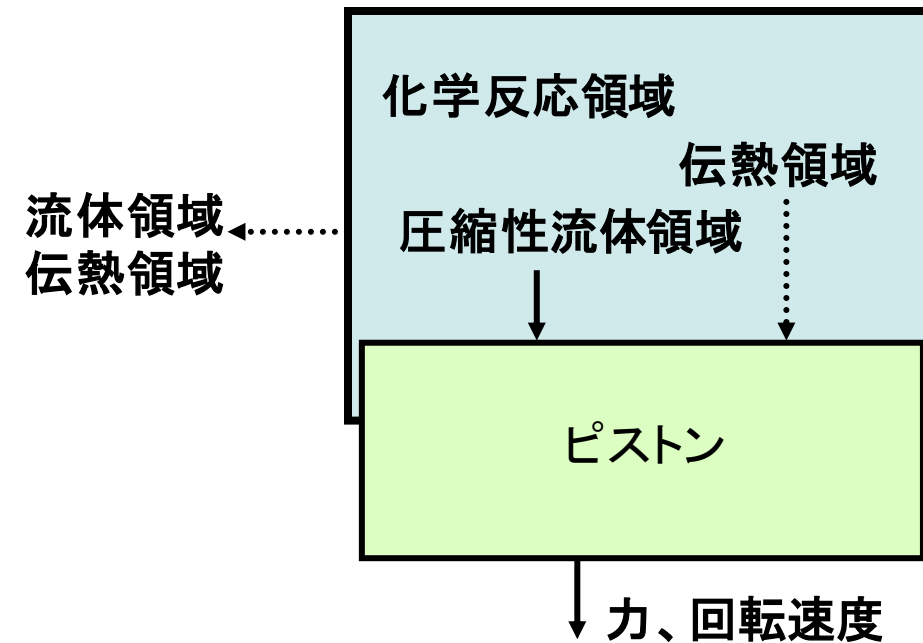 化学反応領域
伝熱領域
流体領域
伝熱領域
圧縮性流体領域
ピストン
力、回転速度